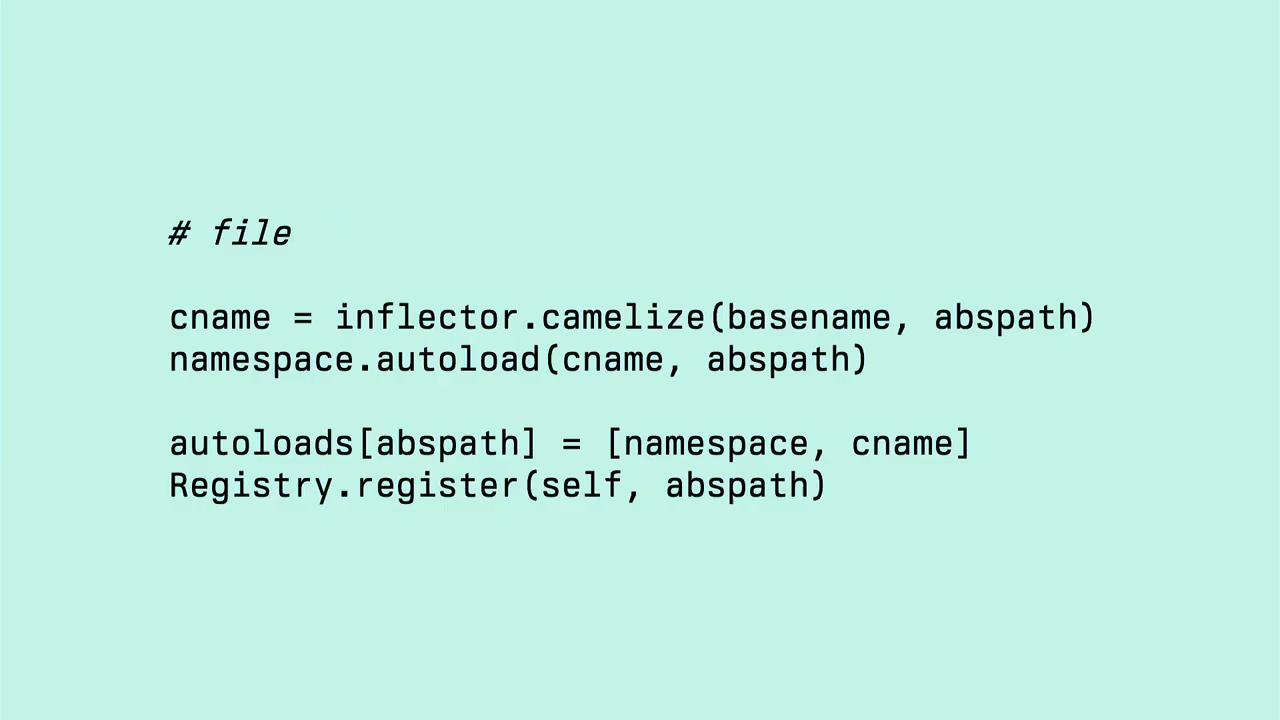 # file
cname = inflector.camelize(basename, abspath)
namespace.autoload(cname, abspath)
autoloads[abspath] = [namespace, cname]
Registry.register(self, abspath)